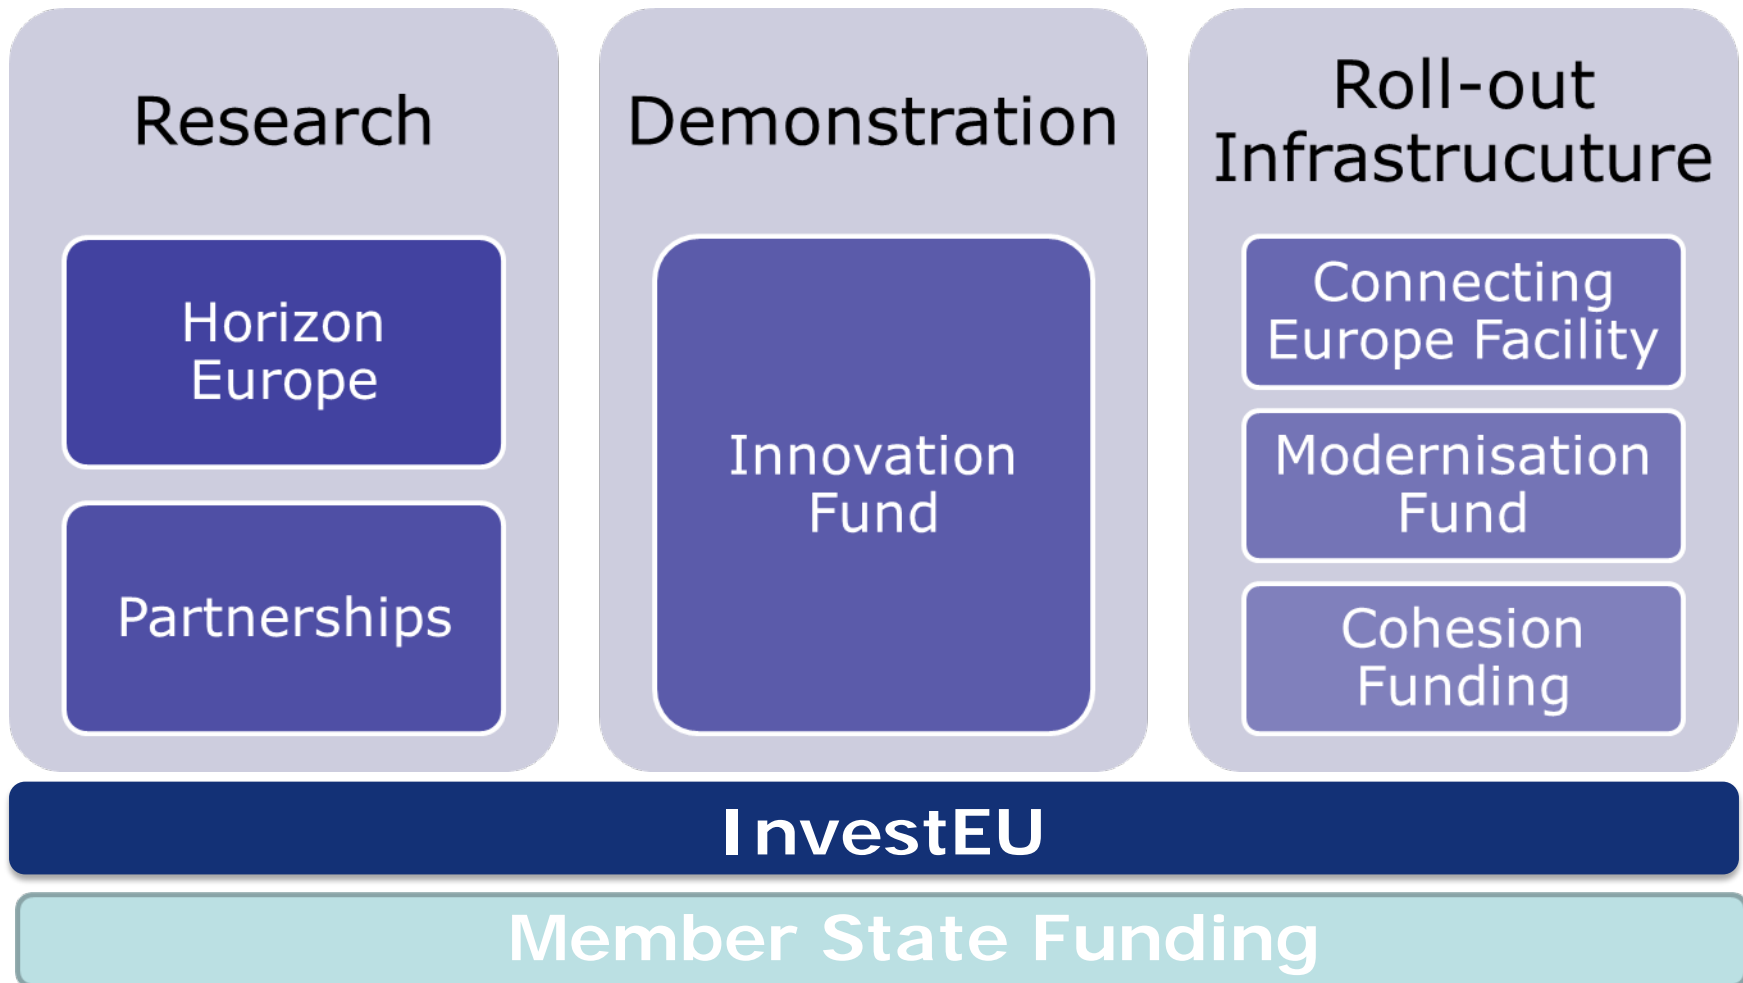 Research
Horizon
Europe
Partnerships
Demonstration
Innovation
Fund
Roll-out
Infrastrucuture
Connecting
Europe Facility
Modernisation
Fund
Cohesion
Funding
InvestEU
Member State Funding